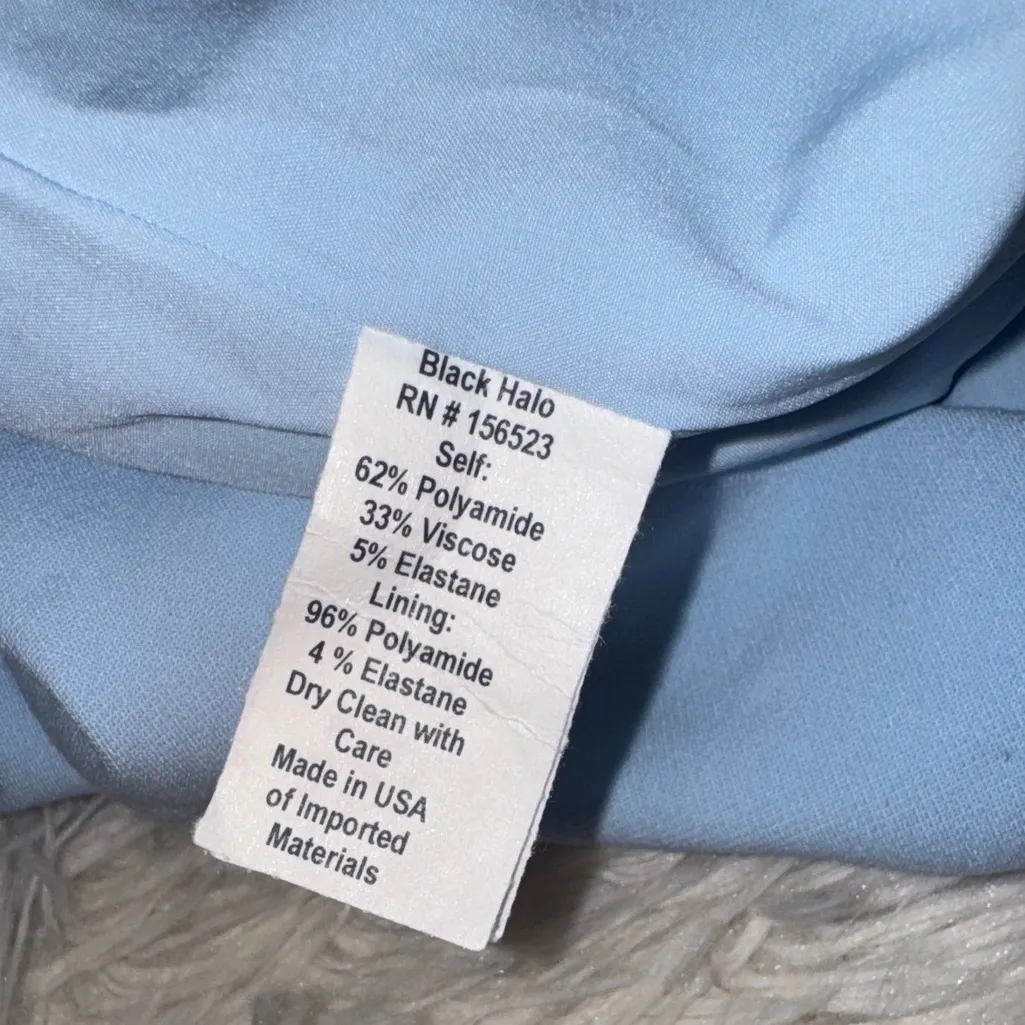 Black Halo
RN # 156523
Self:
62% Polyamide
33% Viscose
5% Elastane
Lining:
96% Polyamide
4 % Elastane
Dry Clean with
Care
Made in USA
of Imported
Materials